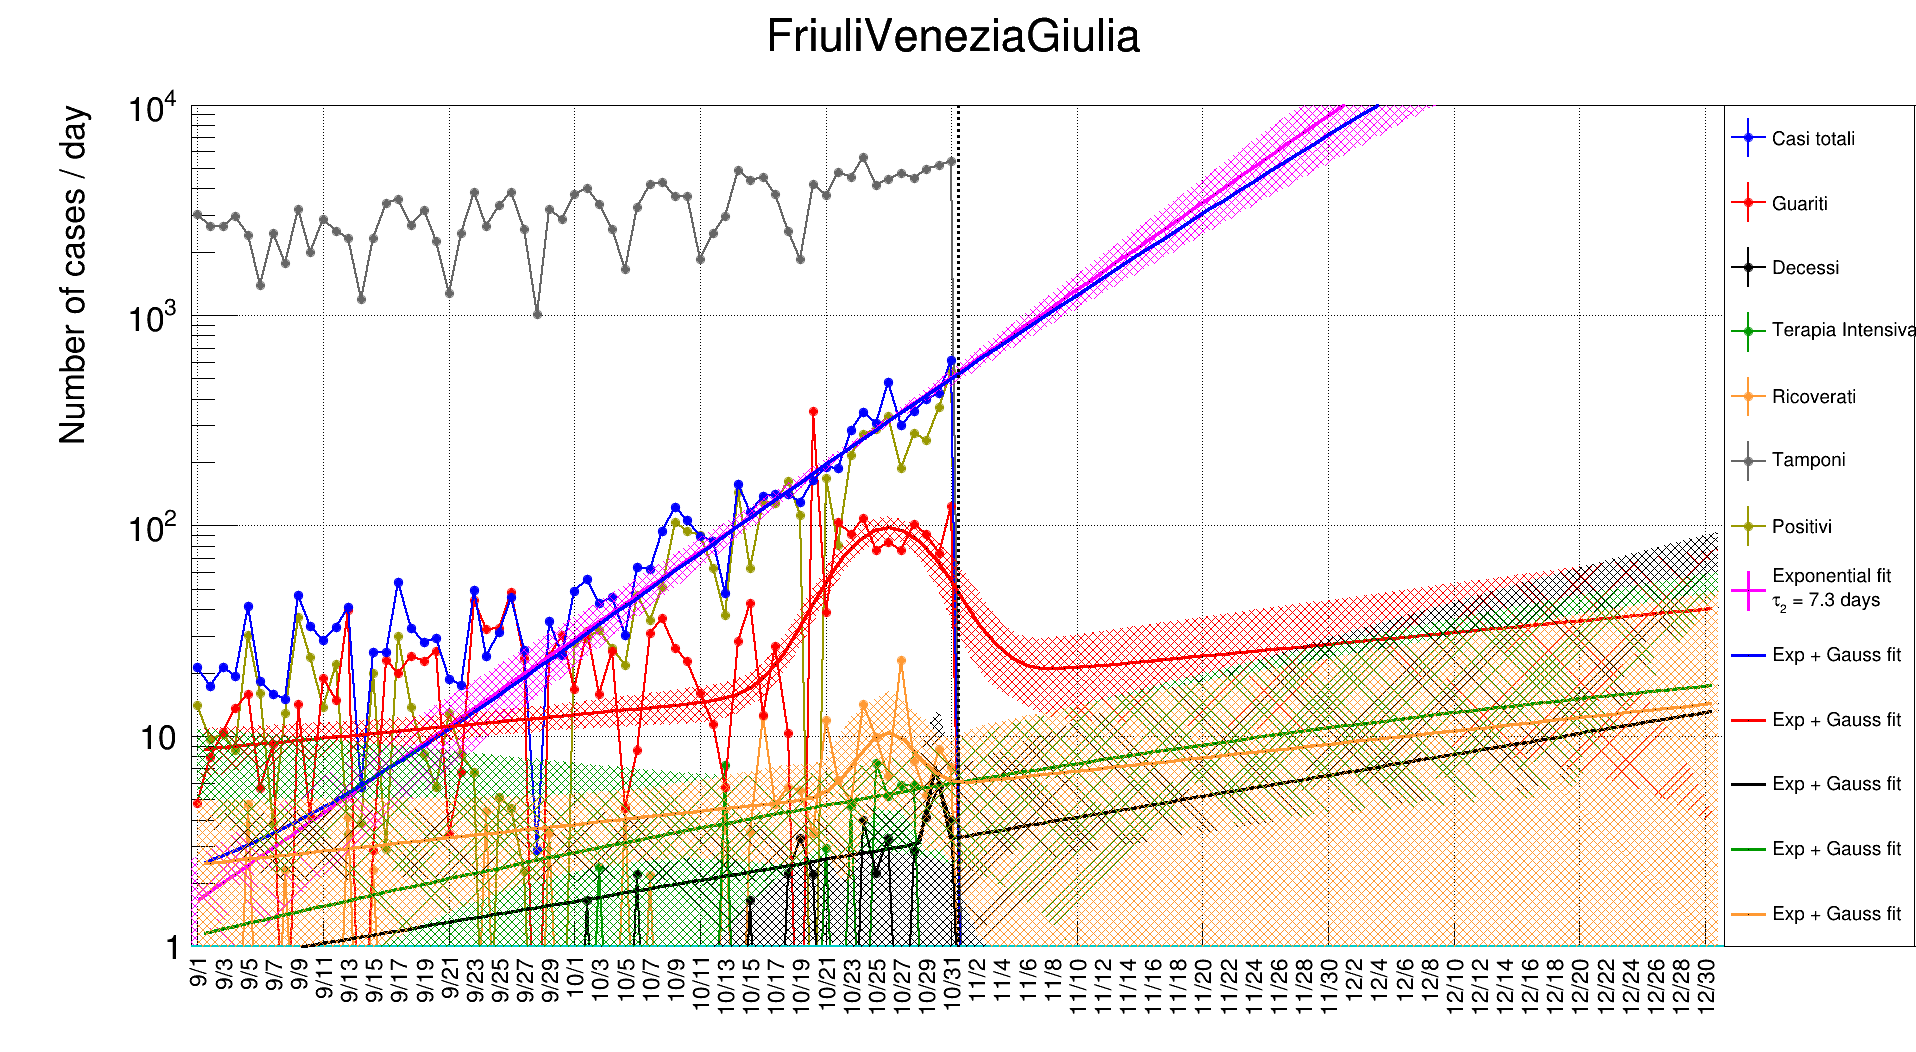 FriuliVeneziaGiulia
Number of cases / day
10^4
10^3
10^2
10
1
9/1 9/3 9/5 9/7 9/9 9/11 9/13 9/15 9/17 9/19 9/21 9/23 9/25 9/27 9/29 10/1 10/3 10/5 10/7 10/9 10/11 10/13 10/15 10/17 10/19 10/21 10/23 10/25 10/27 10/29 10/31 11/2 11/4 11/6 11/8 11/10 11/12 11/14 11/16 11/18 11/20 11/22 11/24 11/26 11/28 11/30 12/2 12/4 12/6 12/8 12/10 12/12 12/14 12/16 12/18 12/20 12/22 12/24 12/26 12/28 12/30
Casi totali
Guariti
Decessi
Terapia Intensiva
Ricoverati
Tamponi
Positivi
Exponential fit
τ₂ = 7.3 days
Exp + Gauss fit
Exp + Gauss fit
Exp + Gauss fit
Exp + Gauss fit
Exp + Gauss fit